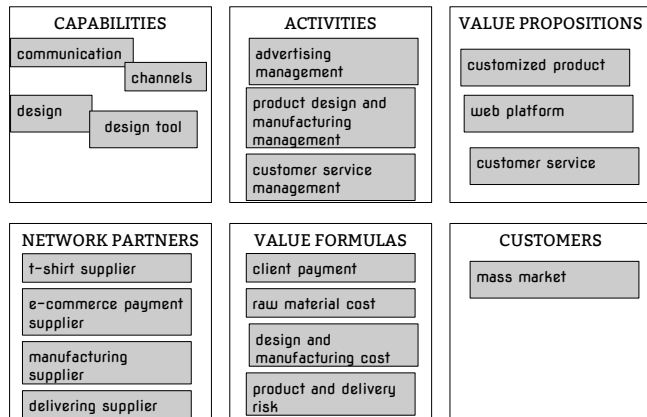 CAPABILITIES
communication
channels
design
design tool
ACTIVITIES
advertising
management
product design and
manufacturing
management
customer service
management
VALUE PROPOSITIONS
customized product
web platform
customer service
NETWORK PARTNERS
t-shirt supplier
e-commerce payment
supplier
manufacturing
supplier
delivering supplier
VALUE FORMULAS
client payment
raw material cost
design and
manufacturing cost
product and delivery
risk
CUSTOMERS
mass market